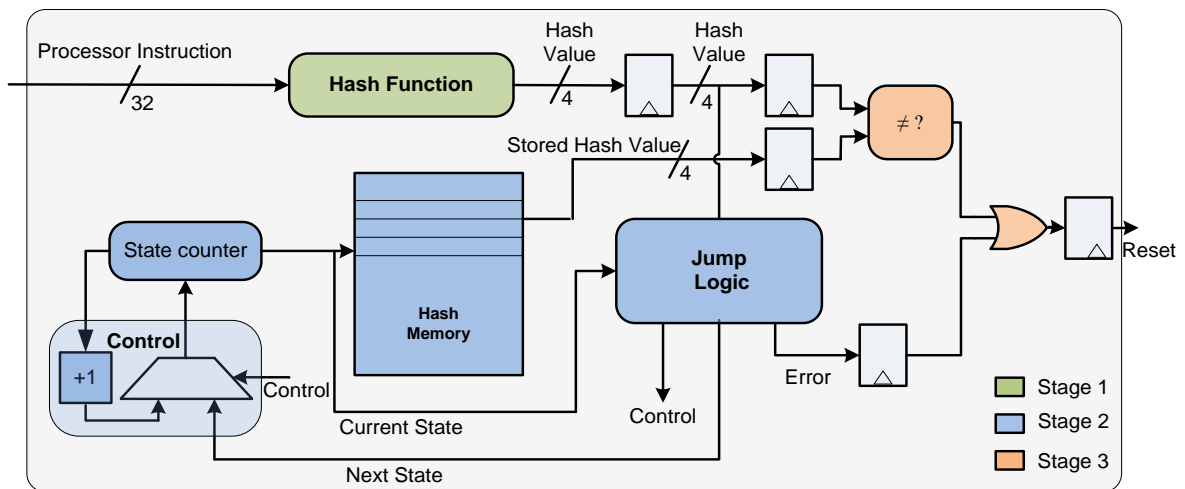 Processor Instruction
32
Hash Function
Hash
Value
4
Hash
Value
4
≠ ?
Stored Hash Value
4
State counter
Hash
Memory
Jump
Logic
Reset
Control
+1
Control
Current State
Control
Error
Next State
Stage 1
Stage 2
Stage 3